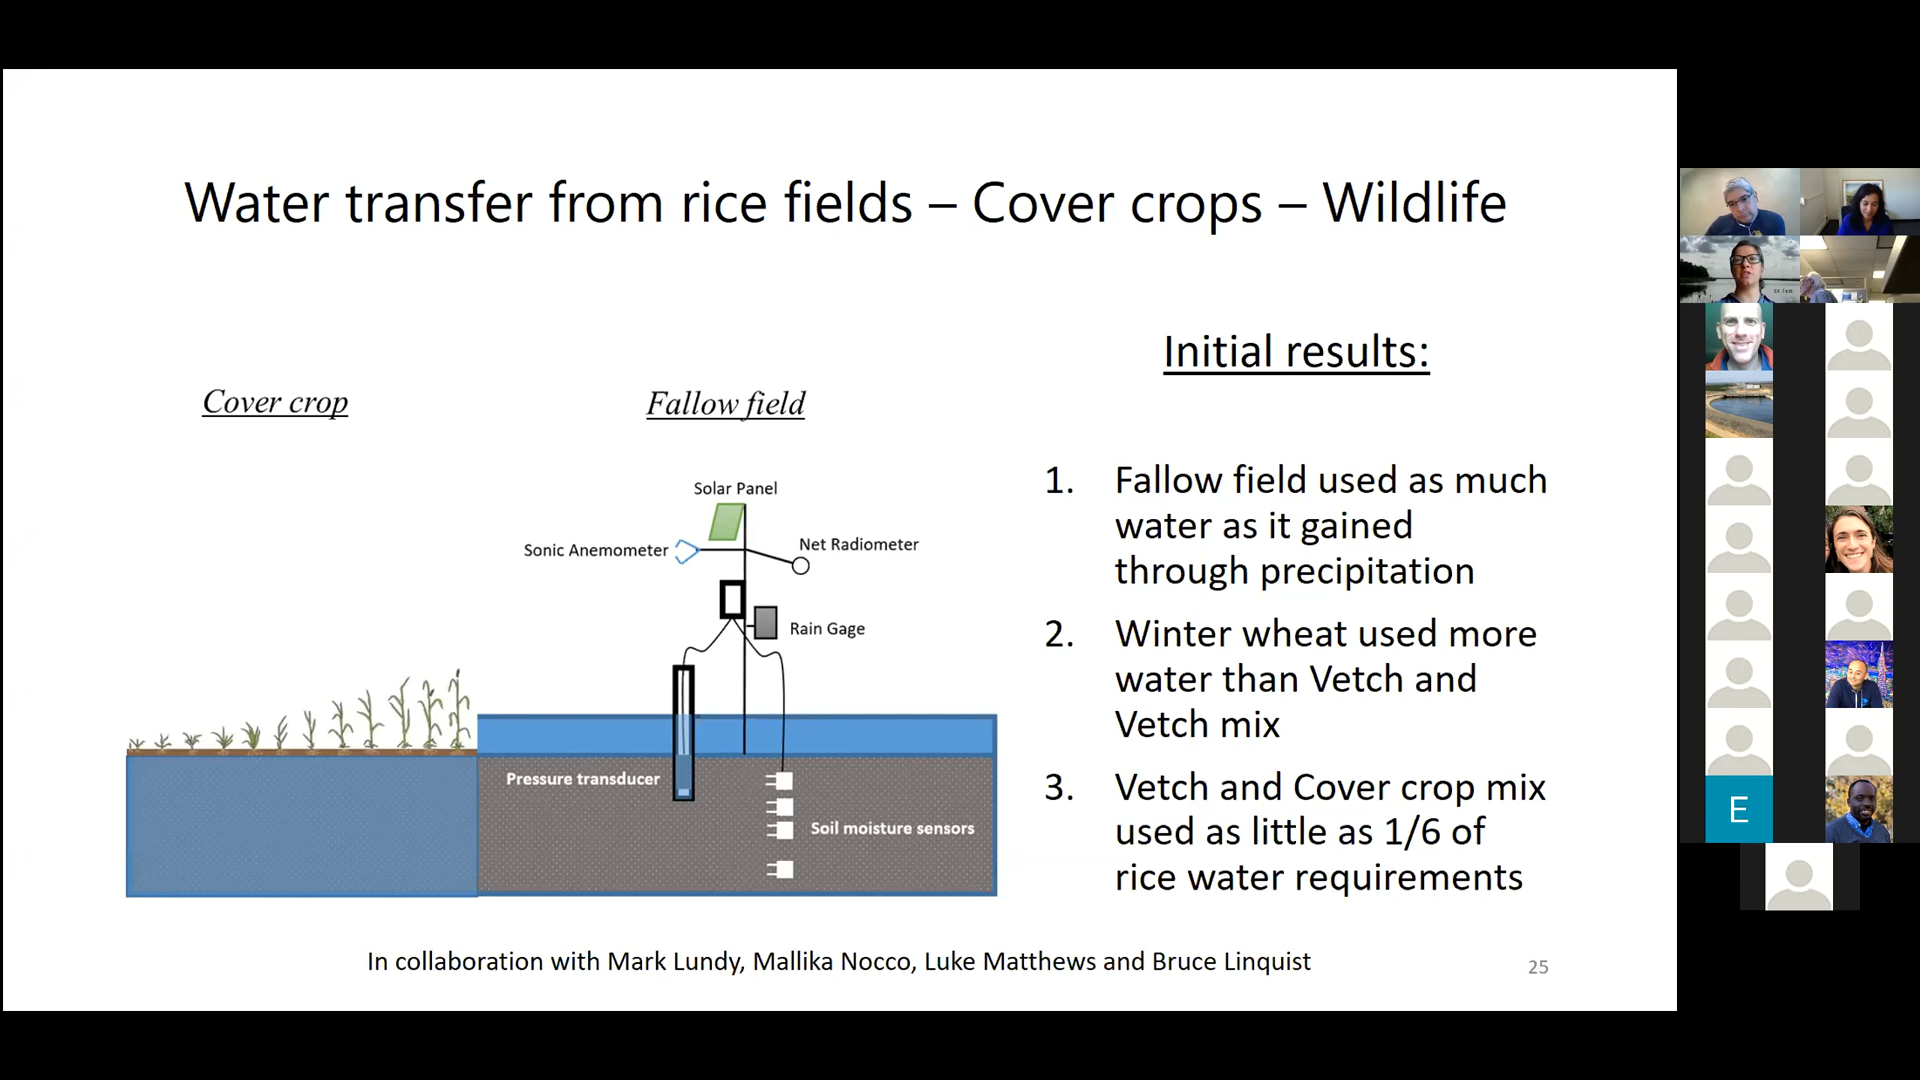 Water transfer from rice fields – Cover crops – Wildlife
Initial results:
Cover crop
Fallow field
Solar Panel
Sonic Anemometer
Net Radiometer
Rain Gage
Pressure transducer
Soil moisture sensors
1. Fallow field used as much
water as it gained
through precipitation
2. Winter wheat used more
water than Vetch and
Vetch mix
3. Vetch and Cover crop mix
used as little as 1/6 of
rice water requirements
In collaboration with Mark Lundy, Mallika Nocco, Luke Matthews and Bruce Linquist
25
E